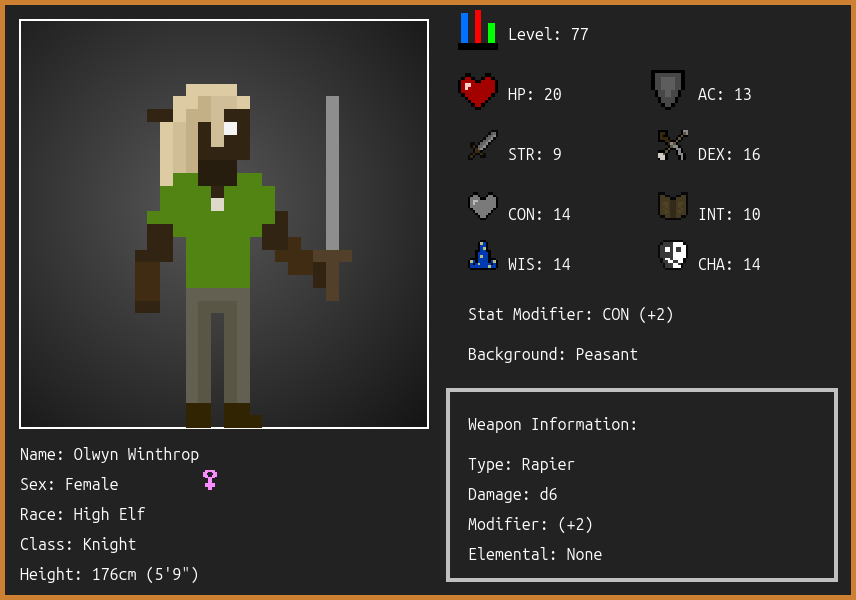 Level: 77
HP: 20
AC: 13
STR: 9
DEX: 16
CON: 14
INT: 10
WIS: 14
CHA: 14
Stat Modifier: CON (+2)
Background: Peasant
Weapon Information:
Type: Rapier
Damage: d6
Modifier: (+2)
Elemental: None
Name: Olwyn Winthrop
Sex: Female
Race: High Elf
Class: Knight
Height: 176cm (5'9")